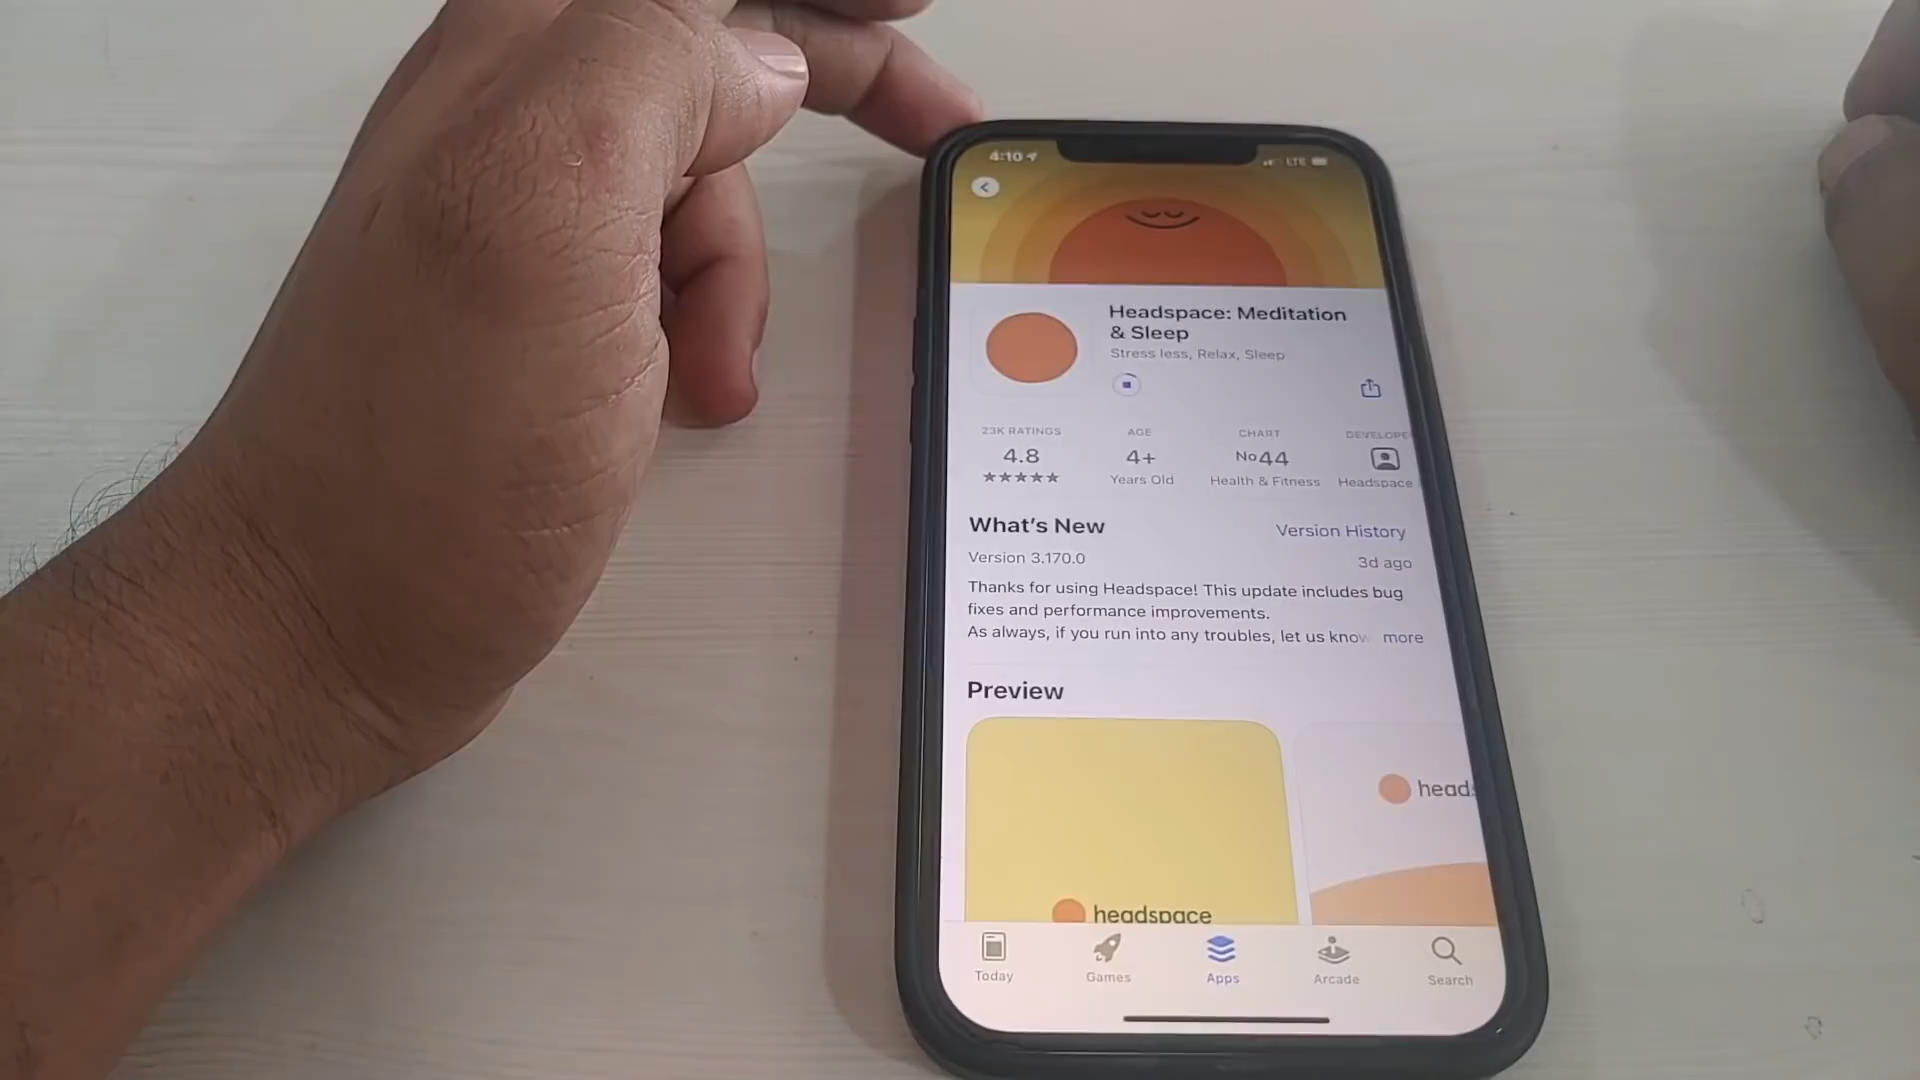 4:10
LTE
Headspace: Meditation
& Sleep
Stress less, Relax, Sleep
23K RATINGS
4.8
★★★★★
AGE
4+
Years Old
CHART
No44
Health & Fitness
DEVELOPE
Headspace
What's New
Version History
Version 3.170.0
3d ago
Thanks for using Headspace! This update includes bug
fixes and performance improvements.
As always, if you run into any troubles, let us know more
Preview
headspace
heads
Today
Games
Apps
Arcade
Search